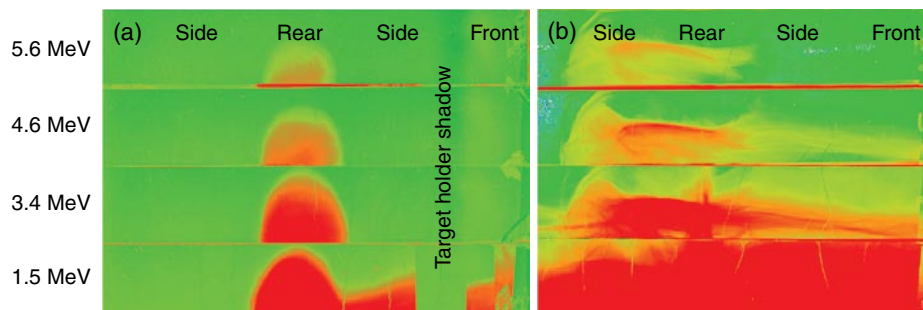 (a) Side Rear Side Front
(b) Side Rear Side Front
5.6 MeV
4.6 MeV
3.4 MeV
1.5 MeV
Target holder shadow